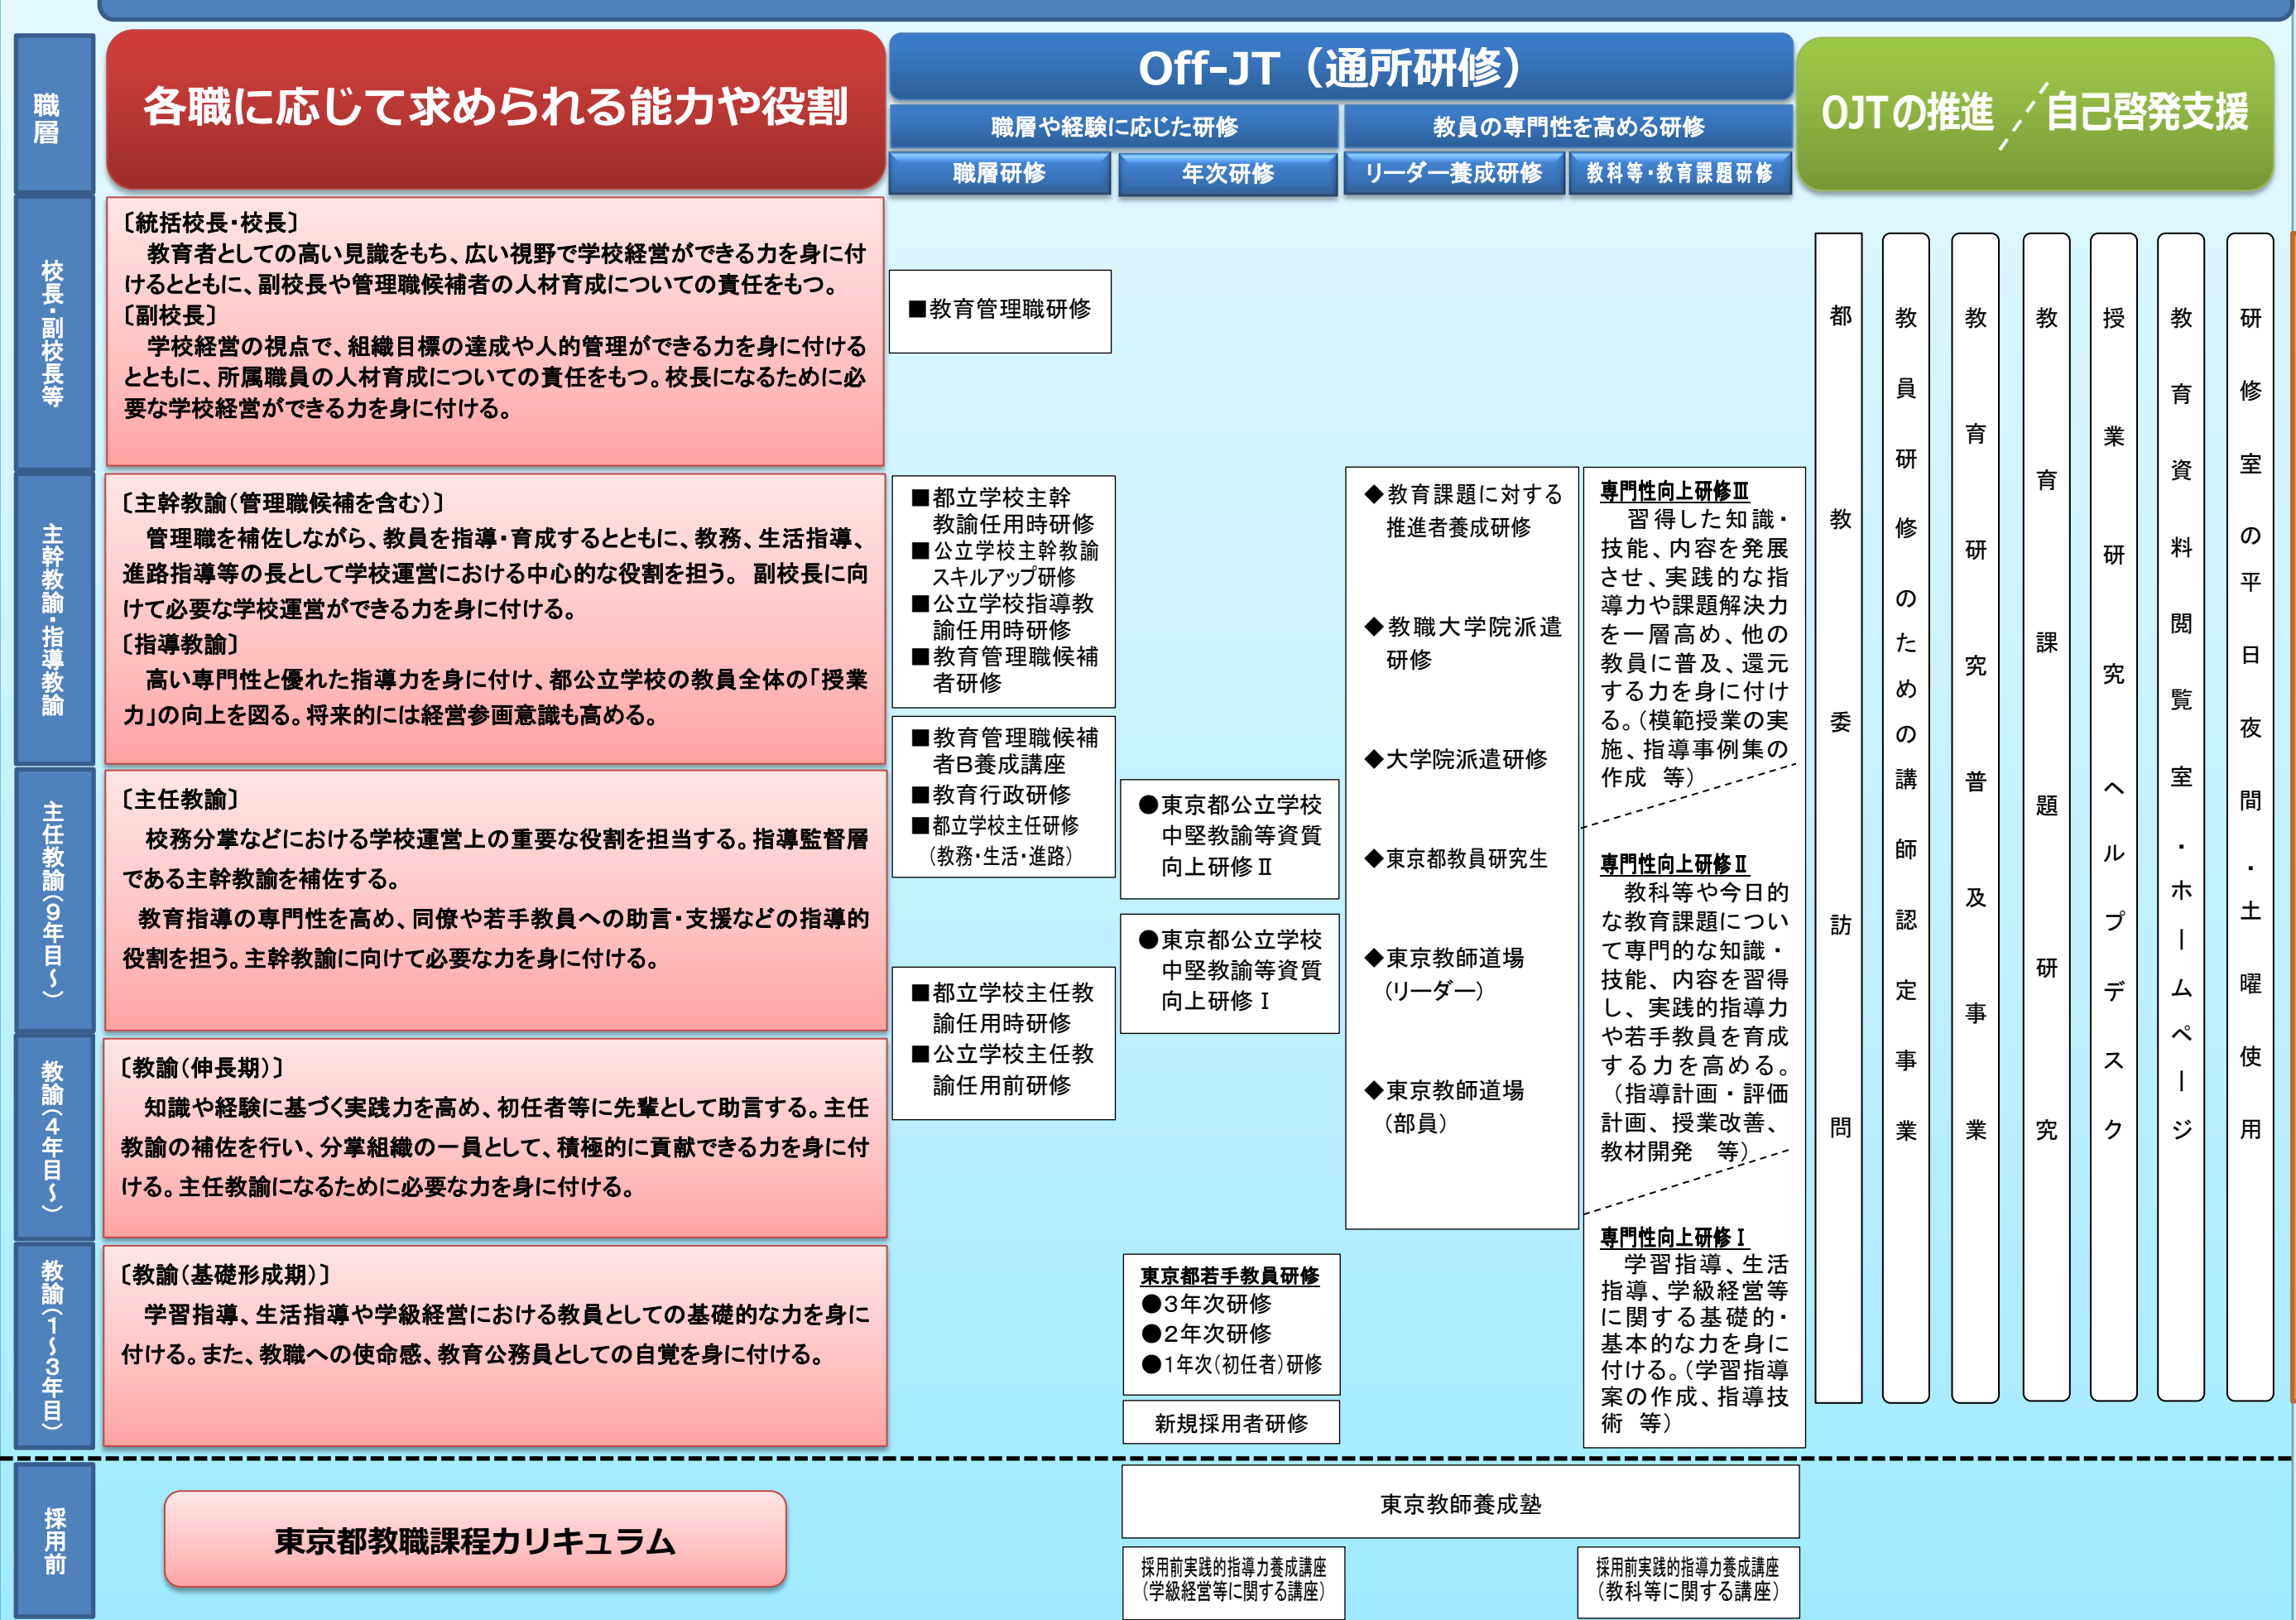 職層
各職に応じて求められる能力や役割
Off-JT（通所研修）
職層や経験に応じた研修
教員の専門性を高める研修
職層研修
年次研修
リーダー養成研修
教科等・教育課題研修
OJTの推進／自己啓発支援
校長・副校長等
〔統括校長・校長〕
教育者としての高い見識をもち、広い視野で学校経営ができる力を身に付
けるとともに、副校長や管理職候補者の人材育成についての責任をもつ。
〔副校長〕
学校経営の視点で、組織目標の達成や人的管理ができる力を身に付ける
とともに、所属職員の人材育成についての責任をもつ。校長になるために必
要な学校経営ができる力を身に付ける。
■教育管理職研修
主幹教諭・指導教諭
〔主幹教諭（管理職候補を含む）〕
管理職を補佐しながら、教員を指導・育成するとともに、教務、生活指導、
進路指導等の長として学校運営における中心的な役割を担う。 副校長に向
けて必要な学校運営ができる力を身に付ける。
〔指導教諭〕
高い専門性と優れた指導力を身に付け、都公立学校の教員全体の「授業
力」の向上を図る。将来的には経営参画意識も高める。
■都立学校主幹
教諭任用時研修
■公立学校主幹教諭
スキルアップ研修
■公立学校指導教
諭任用時研修
■教育管理職候補
者研修
■教育管理職候補
者B養成講座
■教育行政研修
■都立学校主任研修
（教務・生活・進路）
主任教諭（9年目～）
〔主任教諭〕
校務分掌などにおける学校運営上の重要な役割を担当する。指導監督層
である主幹教諭を補佐する。
教育指導の専門性を高め、同僚や若手教員への助言・支援などの指導的
役割を担う。主幹教諭に向けて必要な力を身に付ける。
■都立学校主任教
諭任用時研修
■公立学校主任教
諭任用前研修
●東京都公立学校
中堅教諭等資質
向上研修Ⅱ
●東京都公立学校
中堅教諭等資質
向上研修Ⅰ
教諭（4年目～）
〔教諭（伸長期）〕
知識や経験に基づく実践力を高め、初任者等に先輩として助言する。主任
教諭の補佐を行い、分掌組織の一員として、積極的に貢献できる力を身に付
ける。主任教諭になるために必要な力を身に付ける。
教諭（1～3年目）
〔教諭（基礎形成期）〕
学習指導、生活指導や学級経営における教員としての基礎的な力を身に
付ける。また、教職への使命感、教育公務員としての自覚を身に付ける。
東京都若手教員研修
●3年次研修
●2年次研修
●1年次（初任者）研修
新規採用者研修
◆教育課題に対する
推進者養成研修
◆教職大学院派遣
研修
◆大学院派遣研修
◆東京都教員研究生
◆東京教師道場
（リーダー）
◆東京教師道場
（部員）
専門性向上研修Ⅲ
習得した知識・
技能、内容を発展
させ、実践的な指
導力や課題解決力
を一層高め、他の
教員に普及、還元
する力を身に付け
る。（模範授業の実
施、指導事例集の
作成 等）
専門性向上研修Ⅱ
教科等や今日的
な教育課題につい
て専門的な知識・
技能、内容を習得
し、実践的指導力
や若手教員を育成
する力を高める。
（指導計画・評価
計画、授業改善、
教材開発 等）
専門性向上研修Ⅰ
学習指導、生活
指導、学級経営等
に関する基礎的・
基本的な力を身に
付ける。（学習指導
案の作成、指導技
術 等）
都教委訪問
教員研修のための講師認定事業
教育研究普及事業
教育課題研究
授業研究ヘルプデスク
教育資料閲覧室・ホームページ
研修室の平日夜間・土曜使用
採用前
東京都教職課程カリキュラム
東京教師養成塾
採用前実践的指導力養成講座
（学級経営等に関する講座）
採用前実践的指導力養成講座
（教科等に関する講座）